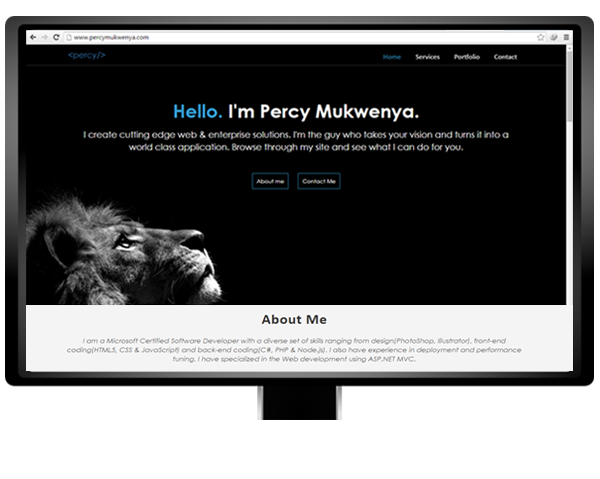 www.percymukwenya.com
<percy/>
Home Services Portfolio Contact
Hello. I'm Percy Mukwenya.
I create cutting edge web & enterprise solutions. I'm the guy who takes your vision and turns it into a
world class application. Browse through my site and see what I can do for you.
About me Contact Me
About Me
I am a Microsoft Certified Software Developer with a diverse set of skills ranging from design(PhotoShop, Illustrator), front-end
coding(HTML5, CSS & JavaScript) and back-end coding(C#, PHP & Node.js). I also have experience in deployment and performance
tuning. I have specialized in the Web development using ASP.NET MVC.